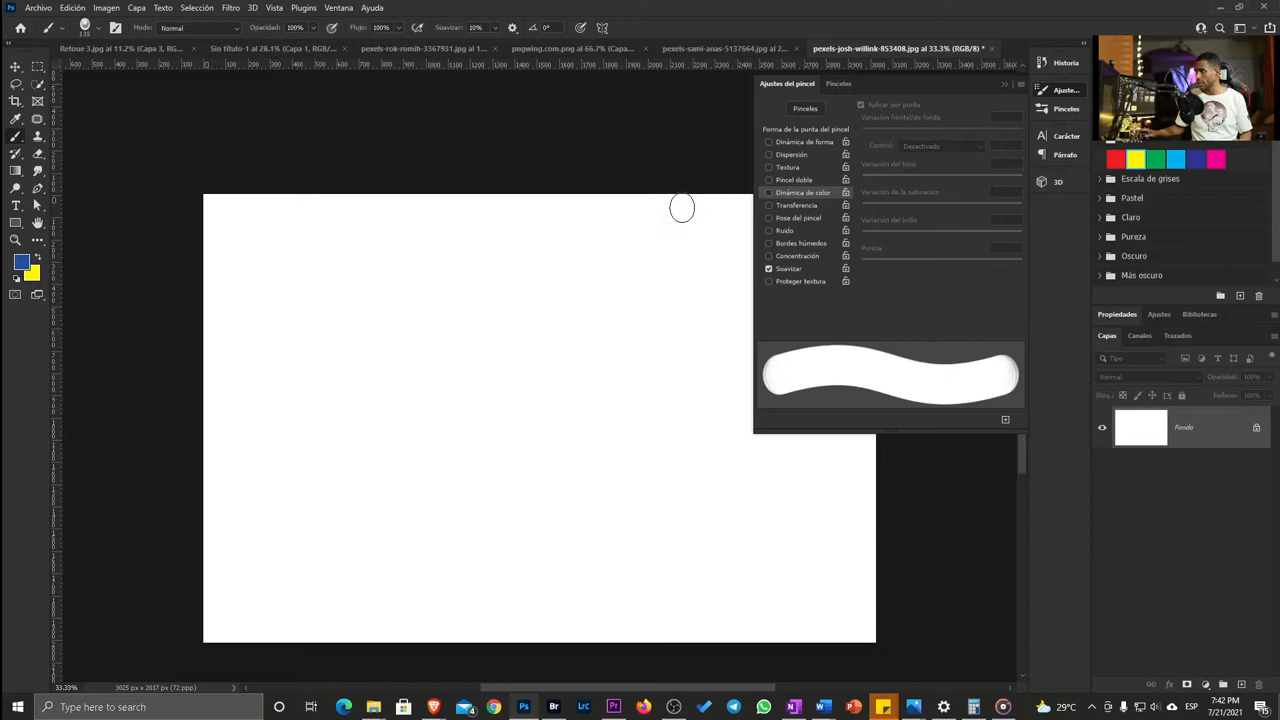 Ps Archivo Edición Imagen Capa Texto Selección Filtro 3D Vista Plugins Ventana Ayuda
135 Modo: Normal Opacidad: 100% Flujo: 100% Suavizar: 10% 0°
Retoue 3.jpg al 11.2% (Capa 3, RGB/... × Sin título-1 al 28.1% (Capa 1, RGB/... × pexels-rok-romih-3367931.jpg al 1... × pngwing.com.png al 66.7% (Capa... × pexels-sami-anas-5137664.jpg al 2... × pexels-josh-willink-853408.jpg al 33.3% (RGB/8) * ×
Ajustes del pincel Pinceles
Pinceles
Forma de la punta del pincel
Dinámica de forma
Dispersión
Textura
Pincel doble
Dinámica de color
Transferencia
Pose del pincel
Ruido
Bordes húmedos
Concentración
Suavizar
Proteger textura
Aplicar por punta
Variación frontal/de fondo
Control: Desactivado
Variación del tono
Variación de la saturación
Variación del brillo
Pureza
Historia
Ajuste...
Pinceles
Carácter
Párrafo
3D
Escala de grises
Pastel
Claro
Pureza
Oscuro
Más oscuro
Propiedades Ajustes Bibliotecas
Capas Canales Trazados
Tipo
Normal Opacidad: 100%
Bloq.: Relleno: 100%
Fondo
33.33% 3025 px x 2017 px (72 ppp)
Type here to search
29°C
7:42 PM
7/21/2021